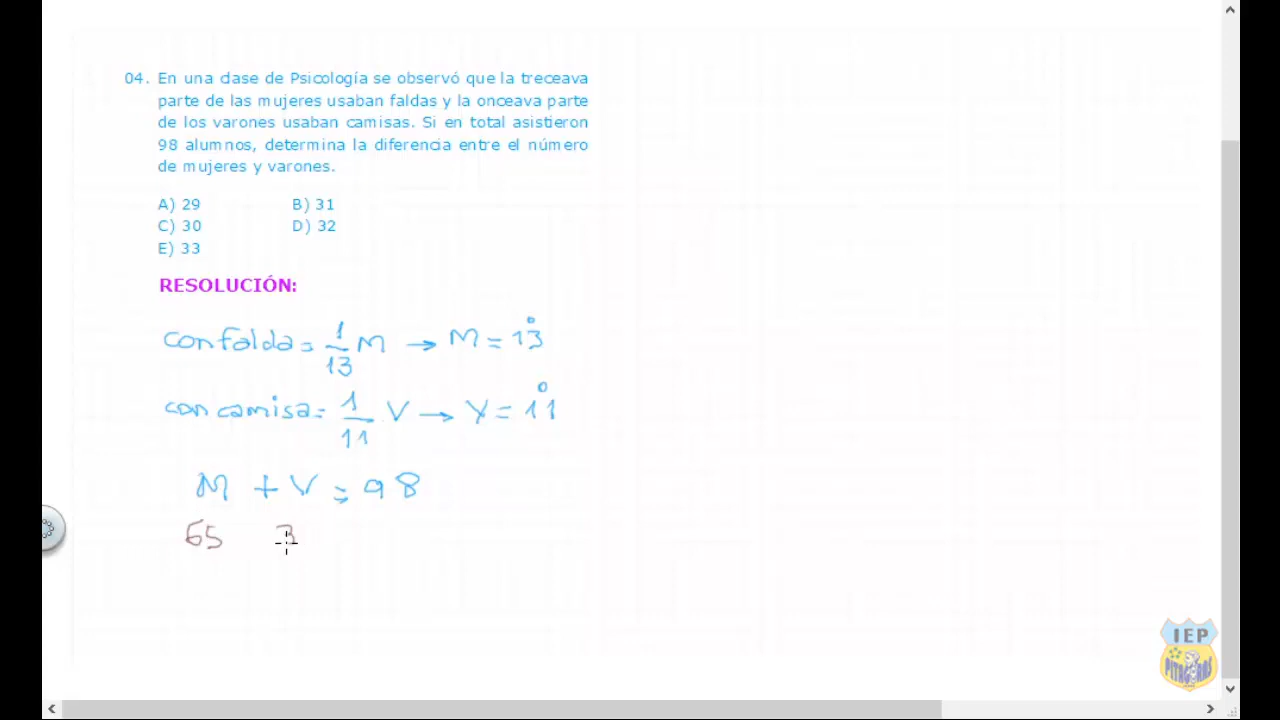 04. En una clase de Psicología se observó que la treceava
parte de las mujeres usaban faldas y la onceava parte
de los varones usaban camisas. Si en total asistieron
98 alumnos, determina la diferencia entre el número
de mujeres y varones.
A) 29 B) 31
C) 30 D) 32
E) 33
RESOLUCIÓN:
con falda = 1/13 M → M = 13°
con camisa = 1/11 V → V = 11°
M + V = 98
65 3
IEP
PITAGORAS